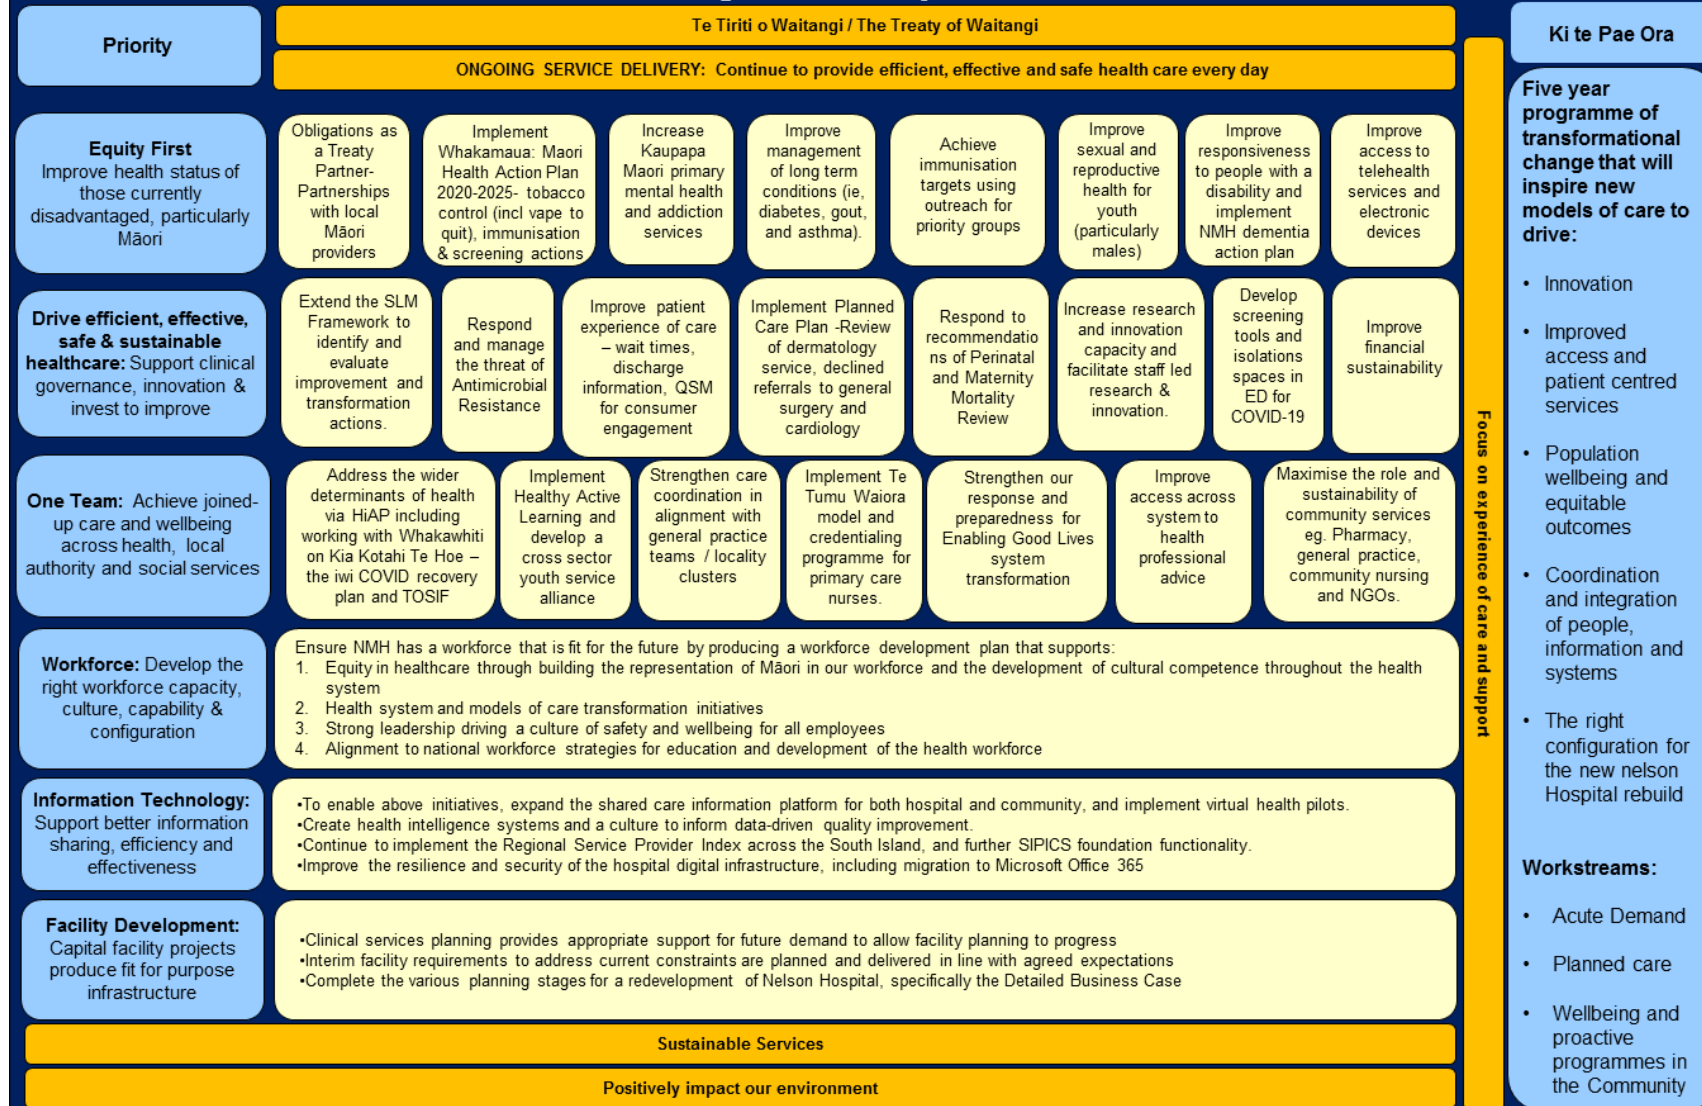 Priority
Te Tiriti o Waitangi / The Treaty of Waitangi
ONGOING SERVICE DELIVERY: Continue to provide efficient, effective and safe health care every day
Equity First
Improve health status of
those currently
disadvantaged, particularly
Māori
Obligations as
a Treaty
Partner-
Partnerships
with local
Māori
providers
Implement
Whakamaua: Maori
Health Action Plan
2020-2025- tobacco
control (incl vape to
quit), immunisation
& screening actions
Increase
Kaupapa
Maori primary
mental health
and addiction
services
Improve
management
of long term
conditions (ie,
diabetes, gout,
and asthma).
Achieve
immunisation
targets using
outreach for
priority groups
Improve
sexual and
reproductive
health for
youth
(particularly
males)
Improve
responsiveness
to people with a
disability and
implement
NMH dementia
action plan
Improve
access to
telehealth
services and
electronic
devices
Drive efficient, effective,
safe & sustainable
healthcare: Support clinical
governance, innovation &
invest to improve
Extend the SLM
Framework to
identify and
evaluate
improvement and
transformation
actions.
Respond
and manage
the threat of
Antimicrobial
Resistance
Improve patient
experience of care
– wait times,
discharge
information, QSM
for consumer
engagement
Implement Planned
Care Plan -Review
of dermatology
service, declined
referrals to general
surgery and
cardiology
Respond to
recommendatio
ns of Perinatal
and Maternity
Mortality
Review
Increase research
and innovation
capacity and
facilitate staff led
research &
innovation.
Develop
screening
tools and
isolations
spaces in
ED for
COVID-19
Improve
financial
sustainability
One Team: Achieve joined-
up care and wellbeing
across health, local
authority and social services
Address the wider
determinants of health
via HiAP including
working with Whakawhiti
on Kia Kotahi Te Hoe –
the iwi COVID recovery
plan and TOSIF
Implement
Healthy Active
Learning and
develop a
cross sector
youth service
alliance
Strengthen care
coordination in
alignment with
general practice
teams / locality
clusters
Implement Te
Tumu Waiora
model and
credentialing
programme for
primary care
nurses.
Strengthen our
response and
preparedness for
Enabling Good Lives
system
transformation
Improve
access across
system to
health
professional
advice
Maximise the role and
sustainability of
community services
eg. Pharmacy,
general practice,
community nursing
and NGOs.
Workforce: Develop the
right workforce capacity,
culture, capability &
configuration
Ensure NMH has a workforce that is fit for the future by producing a workforce development plan that supports:
1. Equity in healthcare through building the representation of Māori in our workforce and the development of cultural competence throughout the health
system
2. Health system and models of care transformation initiatives
3. Strong leadership driving a culture of safety and wellbeing for all employees
4. Alignment to national workforce strategies for education and development of the health workforce
Information Technology:
Support better information
sharing, efficiency and
effectiveness
•To enable above initiatives, expand the shared care information platform for both hospital and community, and implement virtual health pilots.
•Create health intelligence systems and a culture to inform data-driven quality improvement.
•Continue to implement the Regional Service Provider Index across the South Island, and further SIPICS foundation functionality.
•Improve the resilience and security of the hospital digital infrastructure, including migration to Microsoft Office 365
Facility Development:
Capital facility projects
produce fit for purpose
infrastructure
•Clinical services planning provides appropriate support for future demand to allow facility planning to progress
•Interim facility requirements to address current constraints are planned and delivered in line with agreed expectations
•Complete the various planning stages for a redevelopment of Nelson Hospital, specifically the Detailed Business Case
Sustainable Services
Positively impact our environment
Focus on experience of care and support
Ki te Pae Ora
Five year
programme of
transformational
change that will
inspire new
models of care to
drive:
• Innovation
• Improved
access and
patient centred
services
• Population
wellbeing and
equitable
outcomes
• Coordination
and integration
of people,
information and
systems
• The right
configuration for
the new nelson
Hospital rebuild
Workstreams:
• Acute Demand
• Planned care
• Wellbeing and
proactive
programmes in
the Community